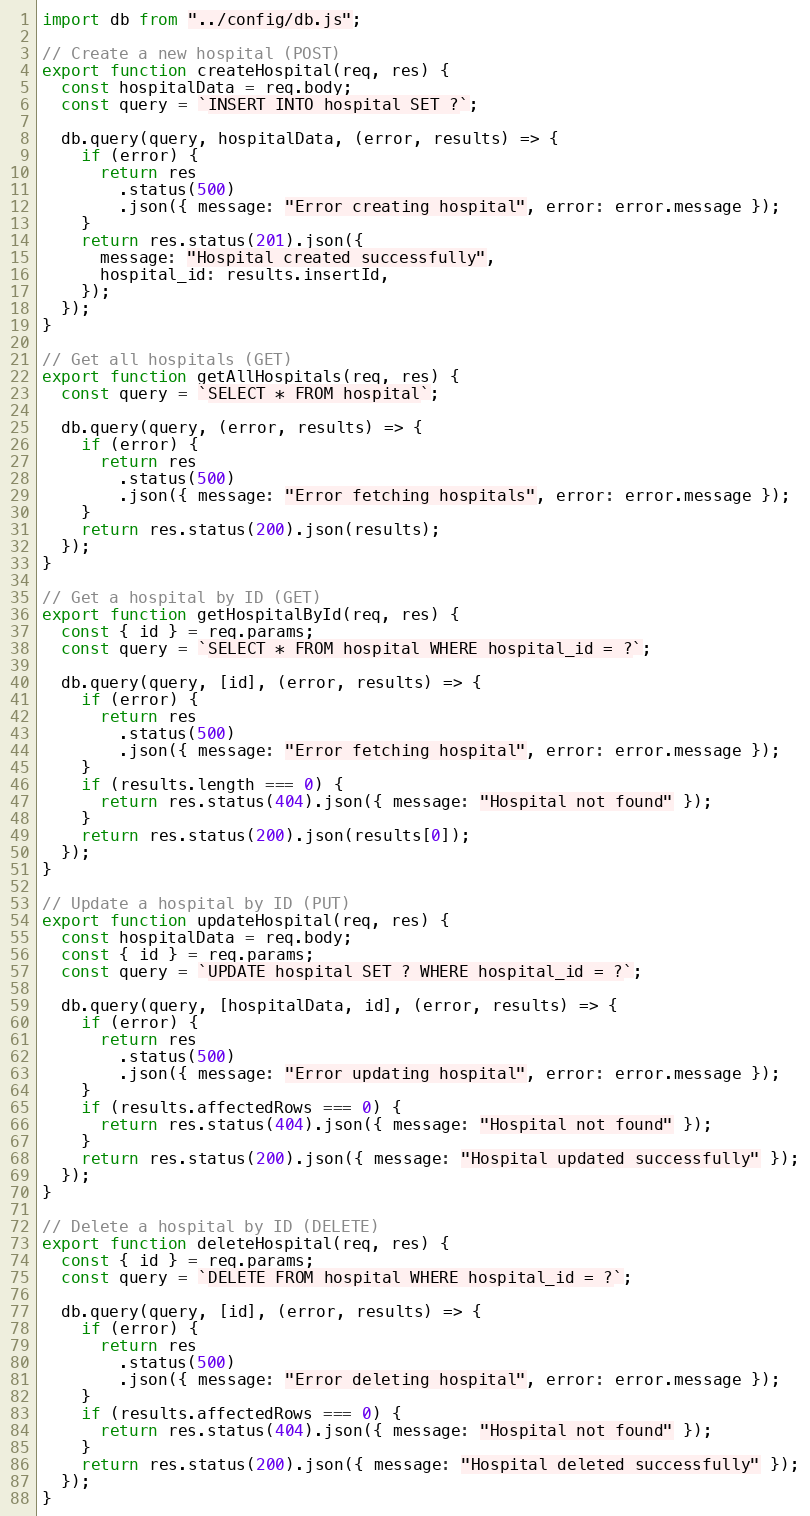 1 import db from "../config/db.js";
2
3 // Create a new hospital (POST)
4 export function createHospital(req, res) {
5   const hospitalData = req.body;
6   const query = `INSERT INTO hospital SET ?`;
7
8   db.query(query, hospitalData, (error, results) => {
9     if (error) {
10       return res
11         .status(500)
12         .json({ message: "Error creating hospital", error: error.message });
13     }
14     return res.status(201).json({
15       message: "Hospital created successfully",
16       hospital_id: results.insertId,
17     });
18   });
19 }
20
21 // Get all hospitals (GET)
22 export function getAllHospitals(req, res) {
23   const query = `SELECT * FROM hospital`;
24
25   db.query(query, (error, results) => {
26     if (error) {
27       return res
28         .status(500)
29         .json({ message: "Error fetching hospitals", error: error.message });
30     }
31     return res.status(200).json(results);
32   });
33 }
34
35 // Get a hospital by ID (GET)
36 export function getHospitalById(req, res) {
37   const { id } = req.params;
38   const query = `SELECT * FROM hospital WHERE hospital_id = ?`;
39
40   db.query(query, [id], (error, results) => {
41     if (error) {
42       return res
43         .status(500)
44         .json({ message: "Error fetching hospital", error: error.message });
45     }
46     if (results.length === 0) {
47       return res.status(404).json({ message: "Hospital not found" });
48     }
49     return res.status(200).json(results[0]);
50   });
51 }
52
53 // Update a hospital by ID (PUT)
54 export function updateHospital(req, res) {
55   const hospitalData = req.body;
56   const { id } = req.params;
57   const query = `UPDATE hospital SET ? WHERE hospital_id = ?`;
58
59   db.query(query, [hospitalData, id], (error, results) => {
60     if (error) {
61       return res
62         .status(500)
63         .json({ message: "Error updating hospital", error: error.message });
64     }
65     if (results.affectedRows === 0) {
66       return res.status(404).json({ message: "Hospital not found" });
67     }
68     return res.status(200).json({ message: "Hospital updated successfully" });
69   });
70 }
71
72 // Delete a hospital by ID (DELETE)
73 export function deleteHospital(req, res) {
74   const { id } = req.params;
75   const query = `DELETE FROM hospital WHERE hospital_id = ?`;
76
77   db.query(query, [id], (error, results) => {
78     if (error) {
79       return res
80         .status(500)
81         .json({ message: "Error deleting hospital", error: error.message });
82     }
83     if (results.affectedRows === 0) {
84       return res.status(404).json({ message: "Hospital not found" });
85     }
86     return res.status(200).json({ message: "Hospital deleted successfully" });
87   });
88 }